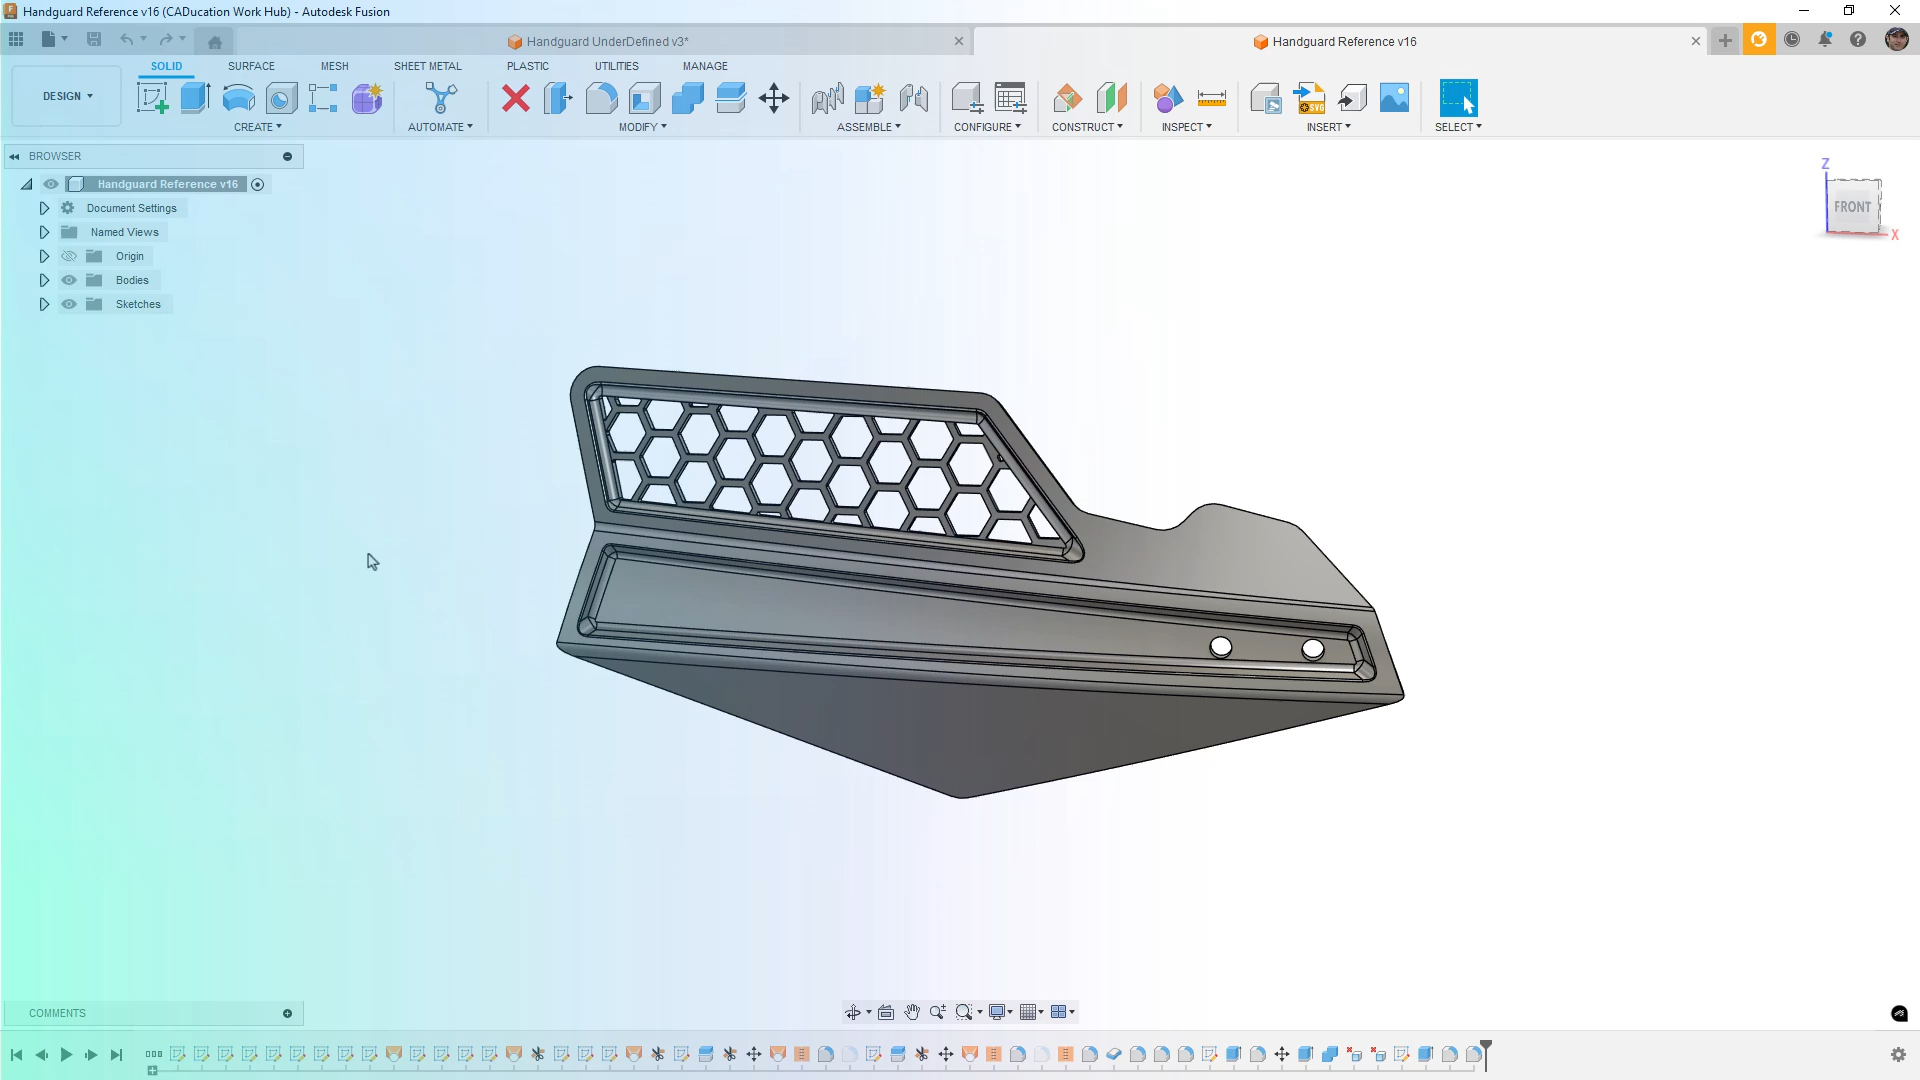 Handguard Reference v16 (CADucation Work Hub) - Autodesk Fusion
Handguard UnderDefined v3*
Handguard Reference v16
SOLID SURFACE MESH SHEET METAL PLASTIC UTILITIES MANAGE
DESIGN
CREATE AUTOMATE MODIFY ASSEMBLE CONFIGURE CONSTRUCT INSPECT INSERT SELECT
SVG
BROWSER
Handguard Reference v16
Document Settings
Named Views
Origin
Bodies
Sketches
Z
FRONT
X
COMMENTS